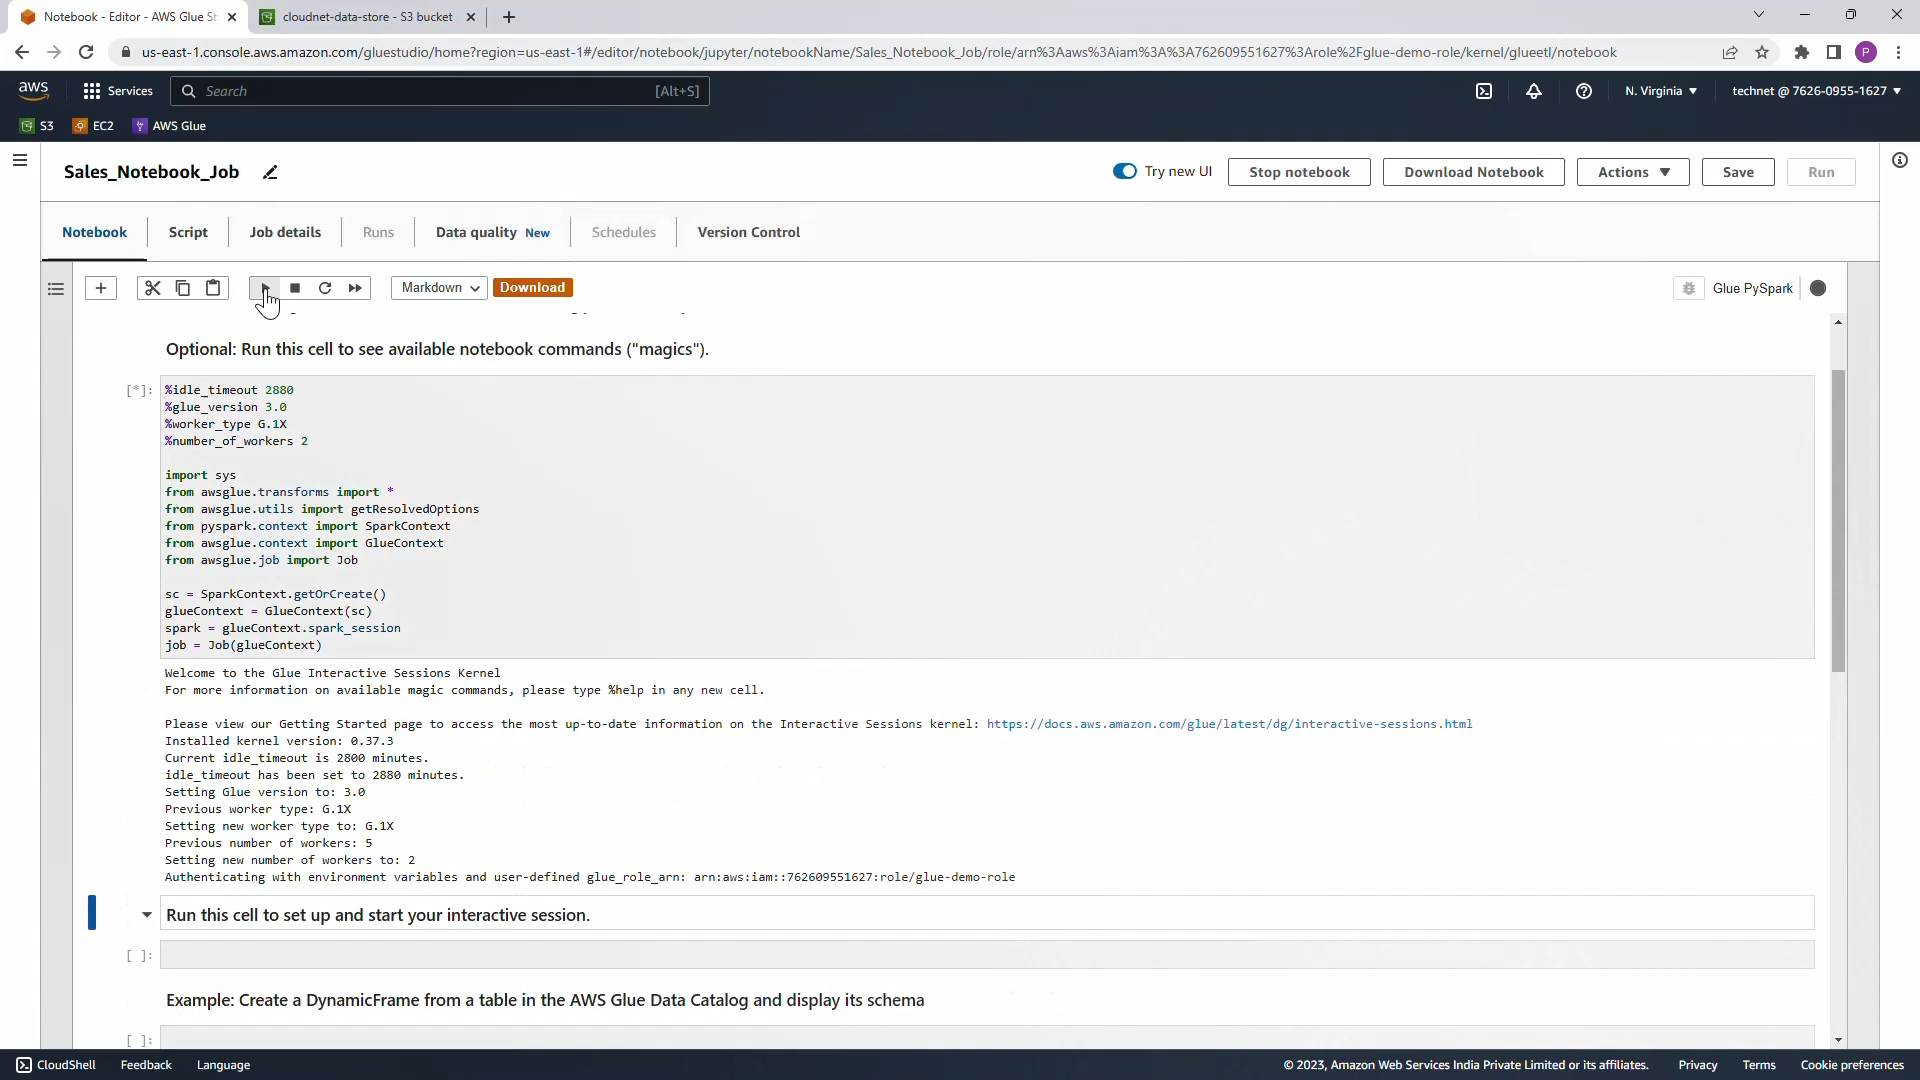 Notebook - Editor - AWS Glue St
cloudnet-data-store - S3 bucket
us-east-1.console.aws.amazon.com/gluestudio/home?region=us-east-1#/editor/notebook/jupyter/notebookName/Sales_Notebook_Job/role/arn%3Aaws%3Aiam%3A%3A762609551627%3Arole%2Fglue-demo-role/kernel/glueetl/notebook
P
aws
Services
Search
[Alt+S]
N. Virginia
technet @ 7626-0955-1627
S3
EC2
AWS Glue
Sales_Notebook_Job
Try new UI
Stop notebook
Download Notebook
Actions
Save
Run
Notebook
Script
Job details
Runs
Data quality New
Schedules
Version Control
Markdown
Download
Glue PySpark
Optional: Run this cell to see available notebook commands ("magics").
[*]:
%idle_timeout 2880
%glue_version 3.0
%worker_type G.1X
%number_of_workers 2
import sys
from awsglue.transforms import *
from awsglue.utils import getResolvedOptions
from pyspark.context import SparkContext
from awsglue.context import GlueContext
from awsglue.job import Job
sc = SparkContext.getOrCreate()
glueContext = GlueContext(sc)
spark = glueContext.spark_session
job = Job(glueContext)
Welcome to the Glue Interactive Sessions Kernel
For more information on available magic commands, please type %help in any new cell.
Please view our Getting Started page to access the most up-to-date information on the Interactive Sessions kernel: https://docs.aws.amazon.com/glue/latest/dg/interactive-sessions.html
Installed kernel version: 0.37.3
Current idle_timeout is 2800 minutes.
idle_timeout has been set to 2880 minutes.
Setting Glue version to: 3.0
Previous worker type: G.1X
Setting new worker type to: G.1X
Previous number of workers: 5
Setting new number of workers to: 2
Authenticating with environment variables and user-defined glue_role_arn: arn:aws:iam::762609551627:role/glue-demo-role
Run this cell to set up and start your interactive session.
[ ]:
Example: Create a DynamicFrame from a table in the AWS Glue Data Catalog and display its schema
[ ]:
CloudShell
Feedback
Language
© 2023, Amazon Web Services India Private Limited or its affiliates.
Privacy
Terms
Cookie preferences